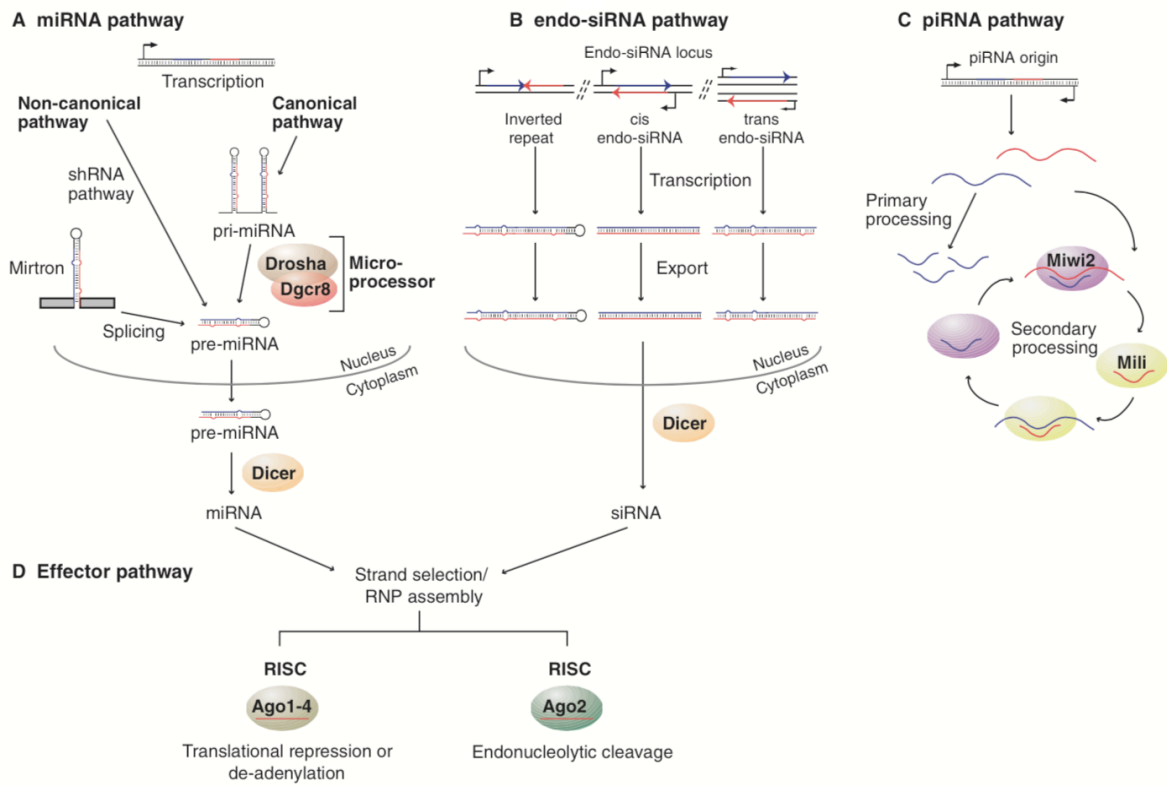 A miRNA pathway
Transcription
Non-canonical
pathway
Canonical
pathway
shRNA
pathway
pri-miRNA
Mirtron
Drosha
Dgcr8
Micro-
processor
Splicing
pre-miRNA
Nucleus
Cytoplasm
pre-miRNA
Dicer
miRNA
B endo-siRNA pathway
Endo-siRNA locus
Inverted
repeat
cis
endo-siRNA
trans
endo-siRNA
Transcription
Export
Nucleus
Cytoplasm
Dicer
siRNA
C piRNA pathway
piRNA origin
Primary
processing
Miwi2
Secondary
processing
Mili
D Effector pathway
Strand selection/
RNP assembly
RISC
Ago1-4
Translational repression or
de-adenylation
RISC
Ago2
Endonucleolytic cleavage